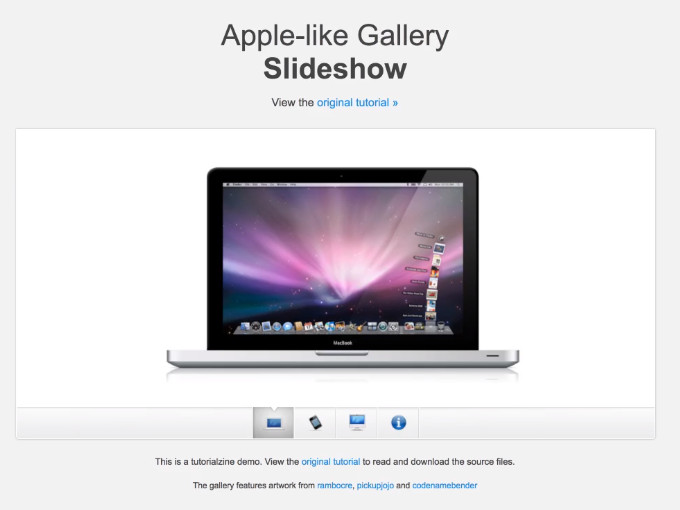 Apple-like Gallery
Slideshow
View the original tutorial »
MacBook
This is a tutorialzine demo. View the original tutorial to read and download the source files.
The gallery features artwork from rambocre, pickupjojo and codenamebender